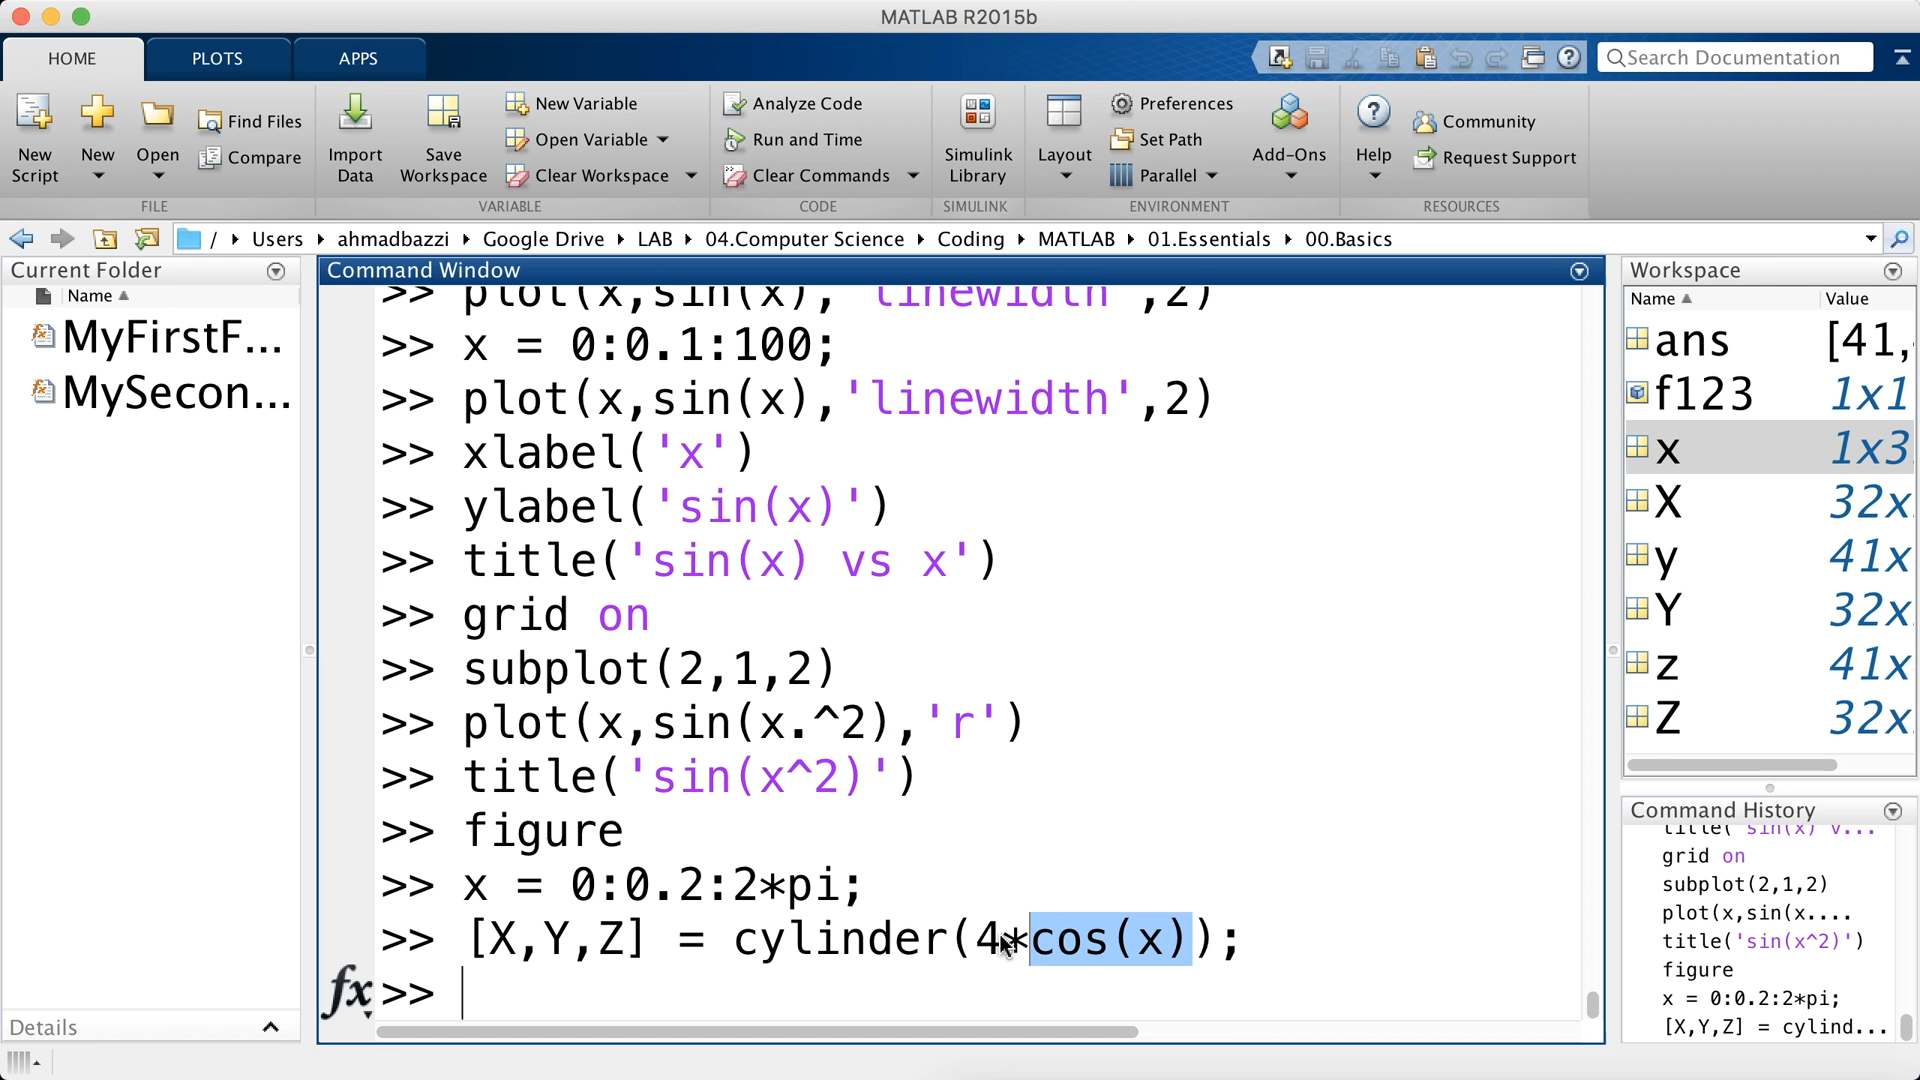 MATLAB R2015b
HOME
PLOTS
APPS
Search Documentation
New Script
New
Open
Find Files
Compare
FILE
Import Data
Save Workspace
New Variable
Open Variable
Clear Workspace
VARIABLE
Analyze Code
Run and Time
Clear Commands
CODE
Simulink Library
SIMULINK
Layout
Preferences
Set Path
Parallel
Add-Ons
ENVIRONMENT
Help
Community
Request Support
RESOURCES
/ Users ahmadbazzi Google Drive LAB 04.Computer Science Coding MATLAB 01.Essentials 00.Basics
Current Folder
Name
MyFirstF...
MySecon...
Details
Command Window
>> plot(x,sin(x),'linewidth',2)
>> x = 0:0.1:100;
>> plot(x,sin(x),'linewidth',2)
>> xlabel('x')
>> ylabel('sin(x)')
>> title('sin(x) vs x')
>> grid on
>> subplot(2,1,2)
>> plot(x,sin(x.^2),'r')
>> title('sin(x^2)')
>> figure
>> x = 0:0.2:2*pi;
>> [X,Y,Z] = cylinder(4*cos(x));
fx >>
Workspace
Name Value
ans [41,
f123 1x1
x 1x3
X 32x
y 41x
Y 32x
z 41x
Z 32x
Command History
title('sin(x) v...
grid on
subplot(2,1,2)
plot(x,sin(x....
title('sin(x^2)')
figure
x = 0:0.2:2*pi;
[X,Y,Z] = cylind...